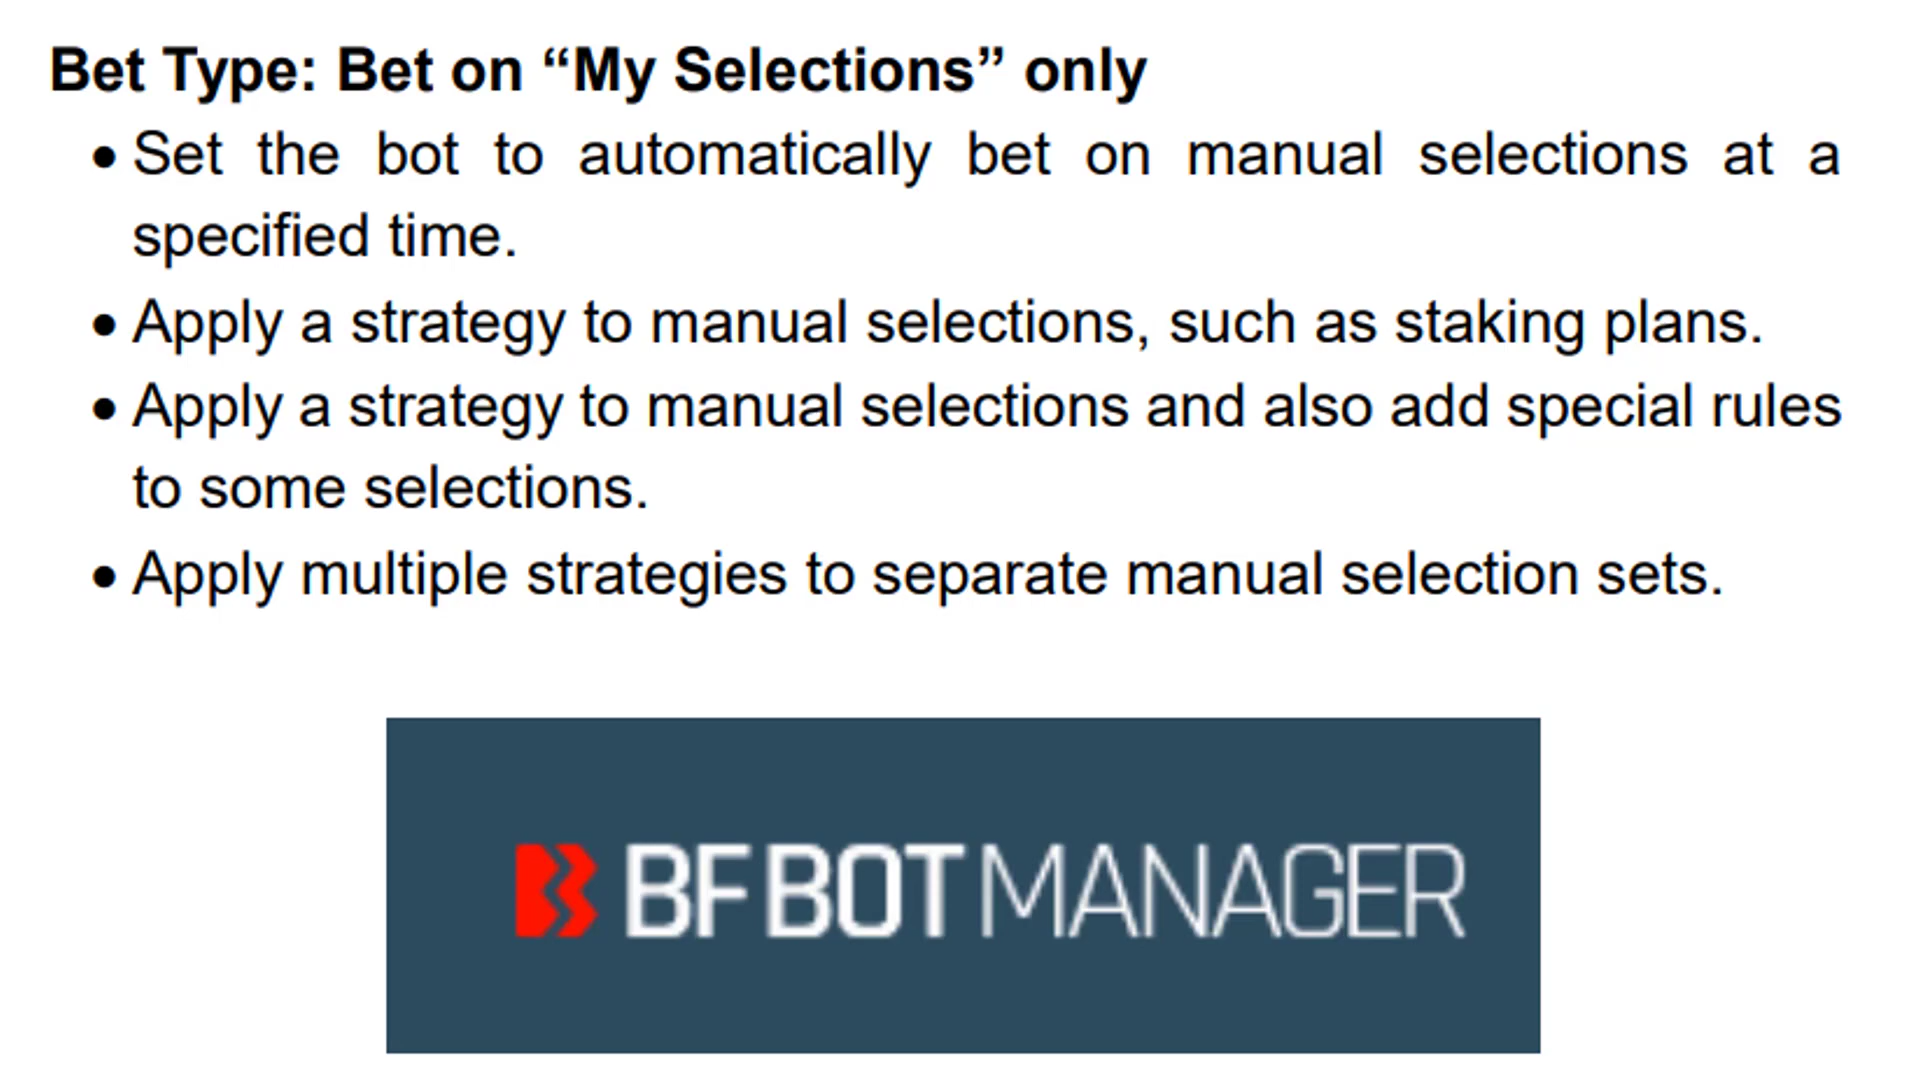 Bet Type: Bet on “My Selections” only
● Set the bot to automatically bet on manual selections at a
specified time.
● Apply a strategy to manual selections, such as staking plans.
● Apply a strategy to manual selections and also add special rules
to some selections.
● Apply multiple strategies to separate manual selection sets.
BF BOT MANAGER